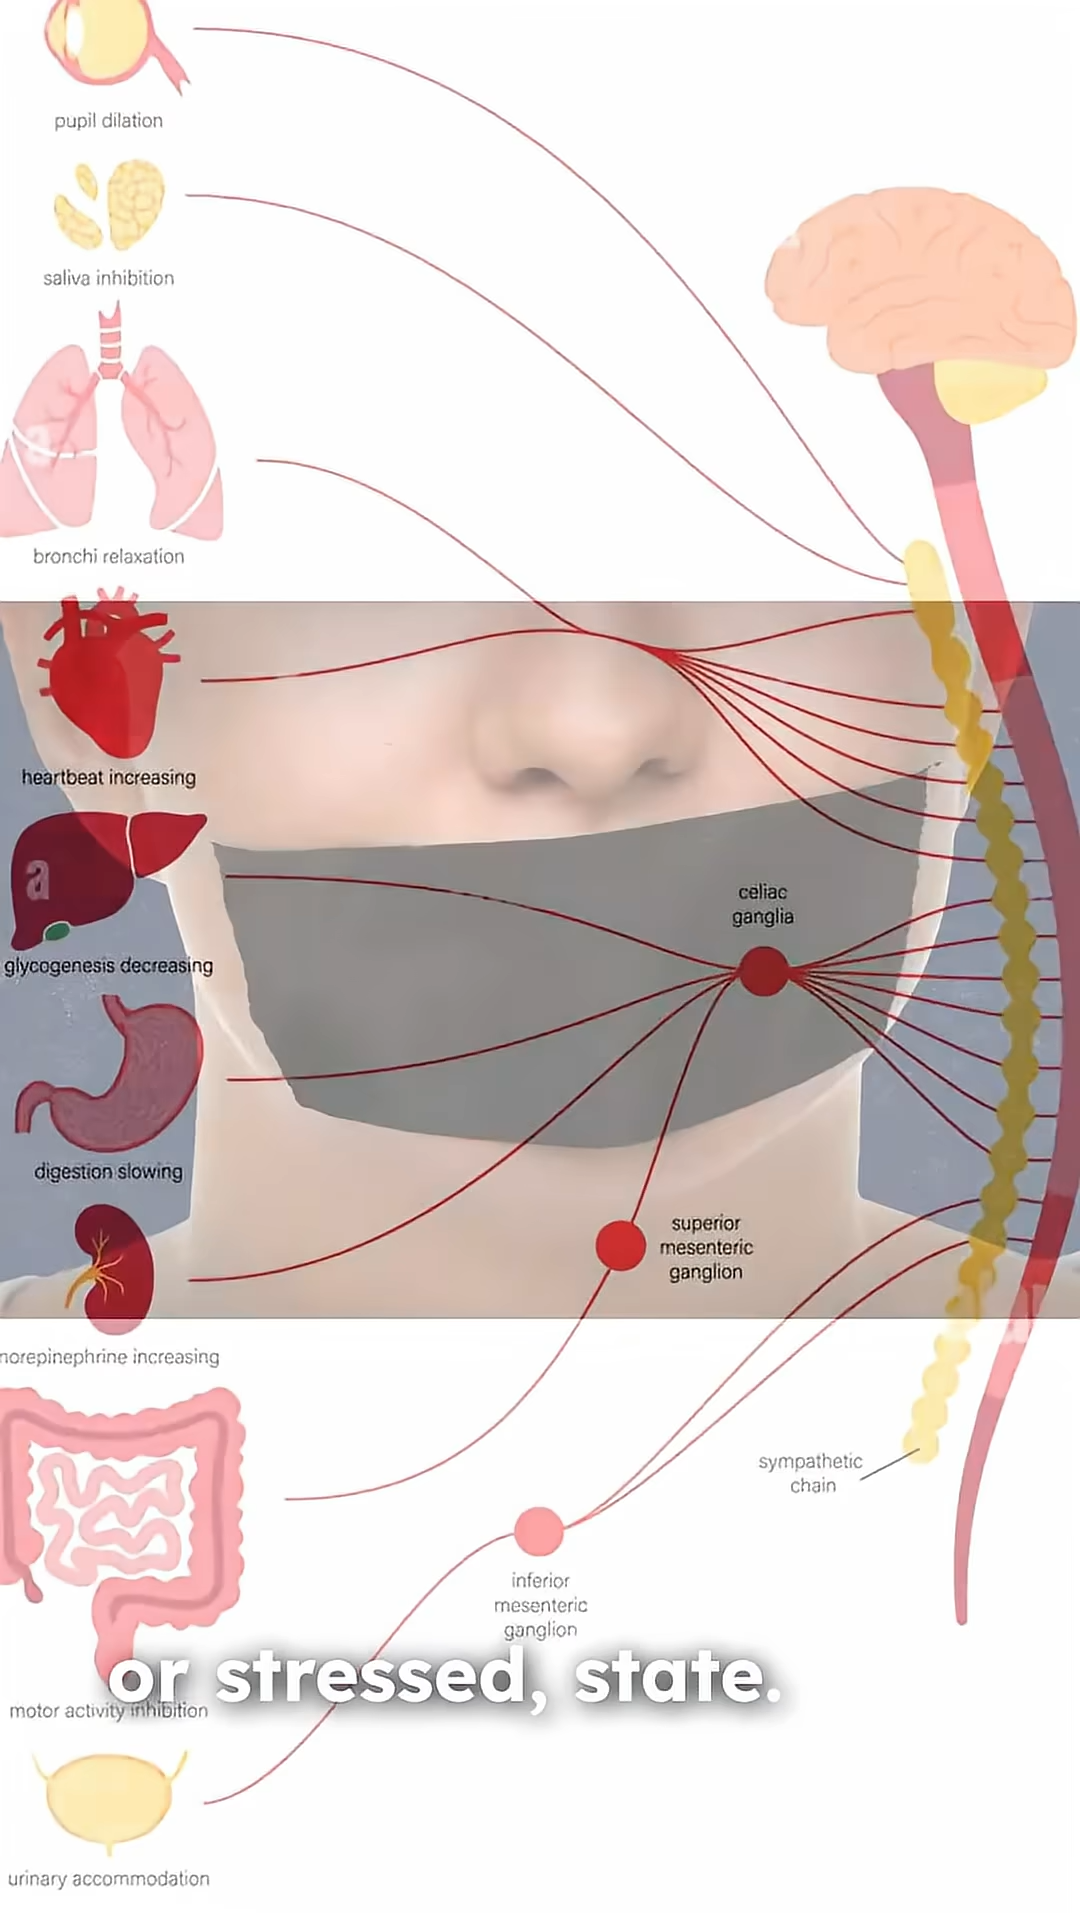 pupil dilation
saliva inhibition
bronchi relaxation
heartbeat increasing
a
glycogenesis decreasing
celiac
ganglia
digestion slowing
superior
mesenteric
ganglion
norepinephrine increasing
sympathetic
chain
inferior
mesenteric
ganglion
or stressed, state.
motor activity inhibition
urinary accommodation